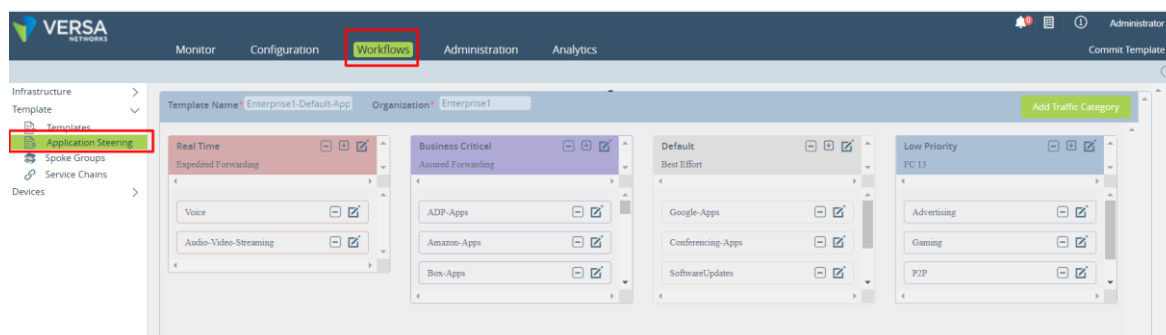 VERSA
NETWORKS
Administrator
Monitor Configuration Workflows Administration Analytics Commit Template
Infrastructure
Template
Templates
Application Steering
Spoke Groups
Service Chains
Devices
Template Name* Enterprise1-Default-App Organization* Enterprise1 Add Traffic Category
Real Time
Expedited Forwarding
Voice
Audio-Video-Streaming
Business Critical
Assured Forwarding
ADP-Apps
Amazon-Apps
Box-Apps
Default
Best Effort
Google-Apps
Conferencing-Apps
SoftwareUpdates
Low Priority
FC 13
Advertising
Gaming
P2P